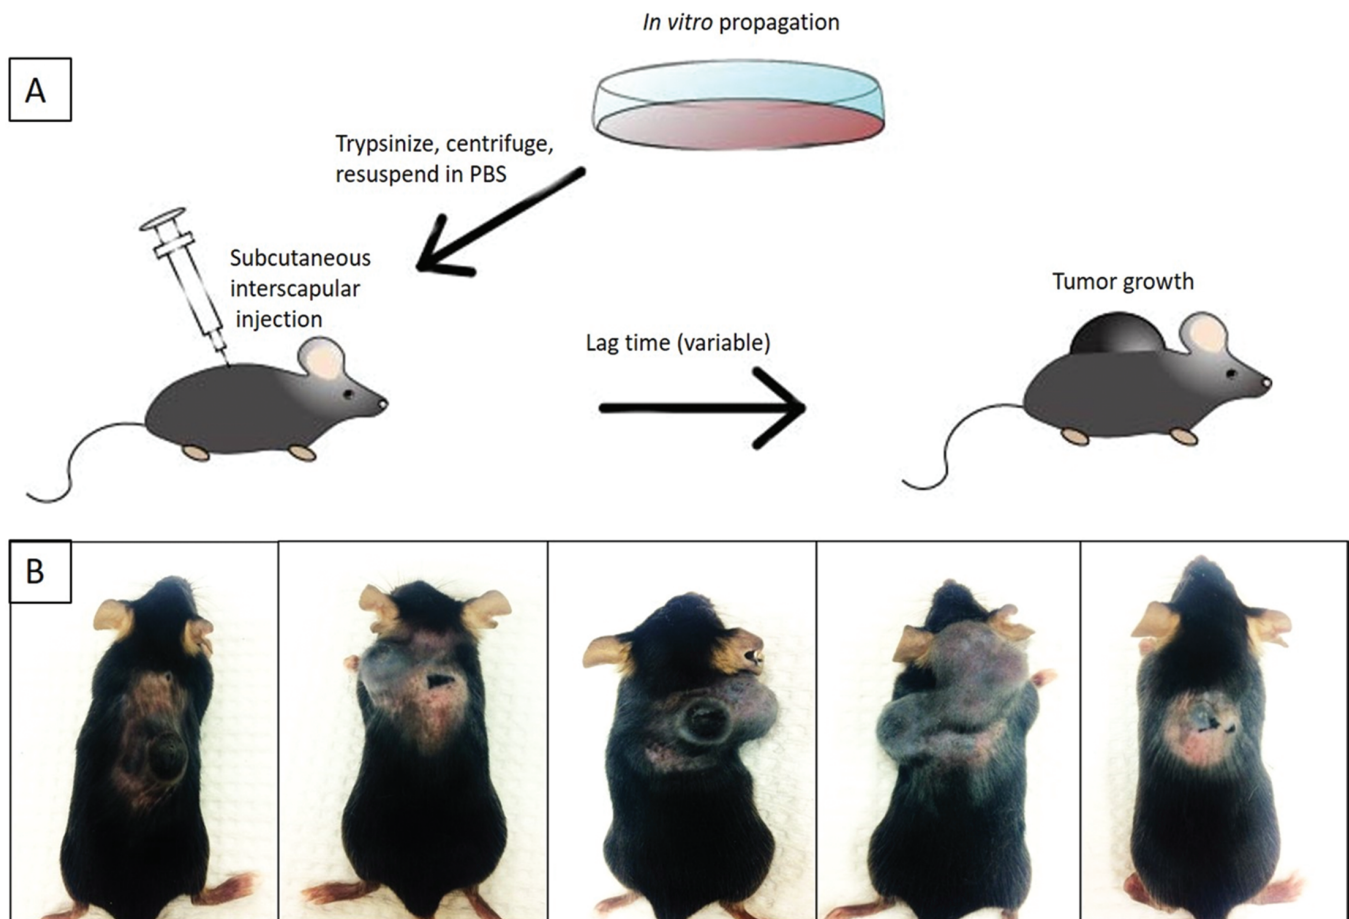 In vitro propagation
A
Trypsinize, centrifuge,
resuspend in PBS
Subcutaneous
interscapular
injection
Tumor growth
Lag time (variable)
B